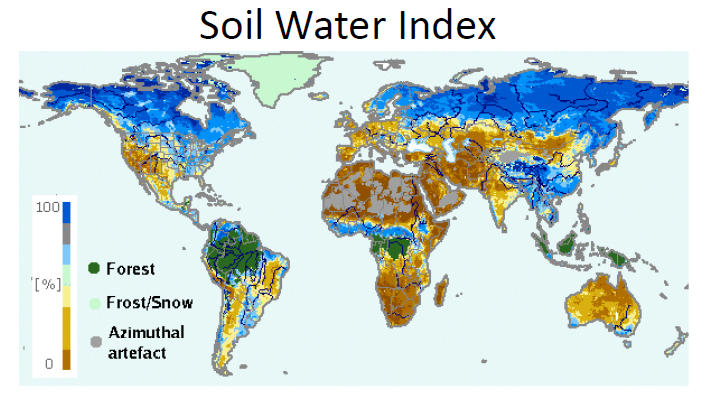 Soil Water Index
100
[%]
0
Forest
Frost/Snow
Azimuthal
artefact